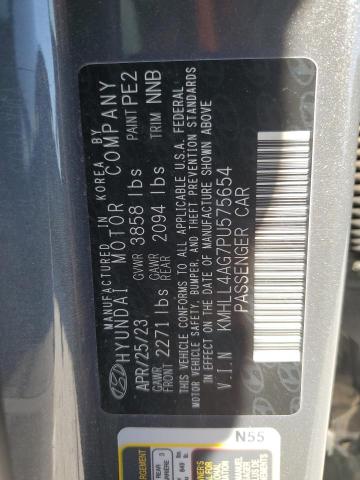 MANUFACTURED IN KOREA BY
HYUNDAI MOTOR COMPANY
APR/25/23 GVWR 3858 lbs PAINT PE2
GAWR FRONT 2271 lbs GAWR REAR 2094 lbs TRIM NNB
THIS VEHICLE CONFORMS TO ALL APPLICABLE U.S.A. FEDERAL
MOTOR VEHICLE SAFETY, BUMPER, AND THEFT PREVENTION
STANDARDS IN EFFECT ON THE DATE OF MANUFACTURE
SHOWN ABOVE.
V.I.N KMHLL4AG7PU575654
PASSENGER CAR
N55